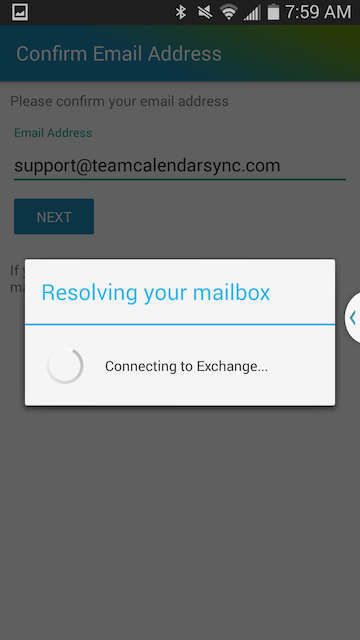 7:59 AM
Confirm Email Address
Please confirm your email address
Email Address
support@teamcalendarsync.com
NEXT
Resolving your mailbox
Connecting to Exchange...